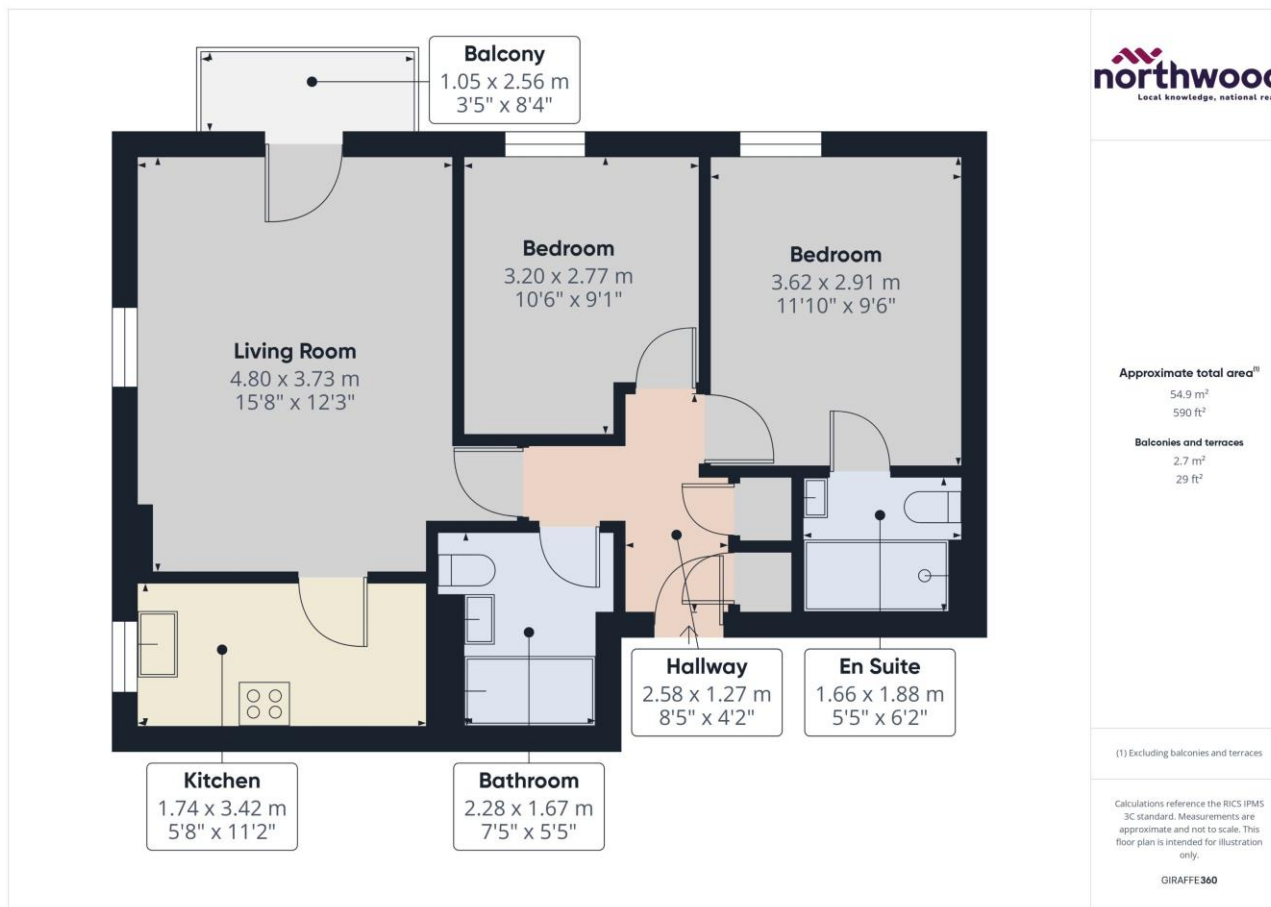 Balcony
1.05 x 2.56 m
3'5" x 8'4"
Bedroom
3.20 x 2.77 m
10'6" x 9'1"
Bedroom
3.62 x 2.91 m
11'10" x 9'6"
Living Room
4.80 x 3.73 m
15'8" x 12'3"
Hallway
2.58 x 1.27 m
8'5" x 4'2"
En Suite
1.66 x 1.88 m
5'5" x 6'2"
Kitchen
1.74 x 3.42 m
5'8" x 11'2"
Bathroom
2.28 x 1.67 m
7'5" x 5'5"
northwood
Local knowledge, national
Approximate total area(1)
54.9 m²
590 ft²
Balconies and terraces
2.7 m²
29 ft²
(1) Excluding balconies and terraces
Calculations reference the RICS IPMS
3C standard. Measurements are
approximate and not to scale. This
floor plan is intended for illustration
only.
GIRAFFE360